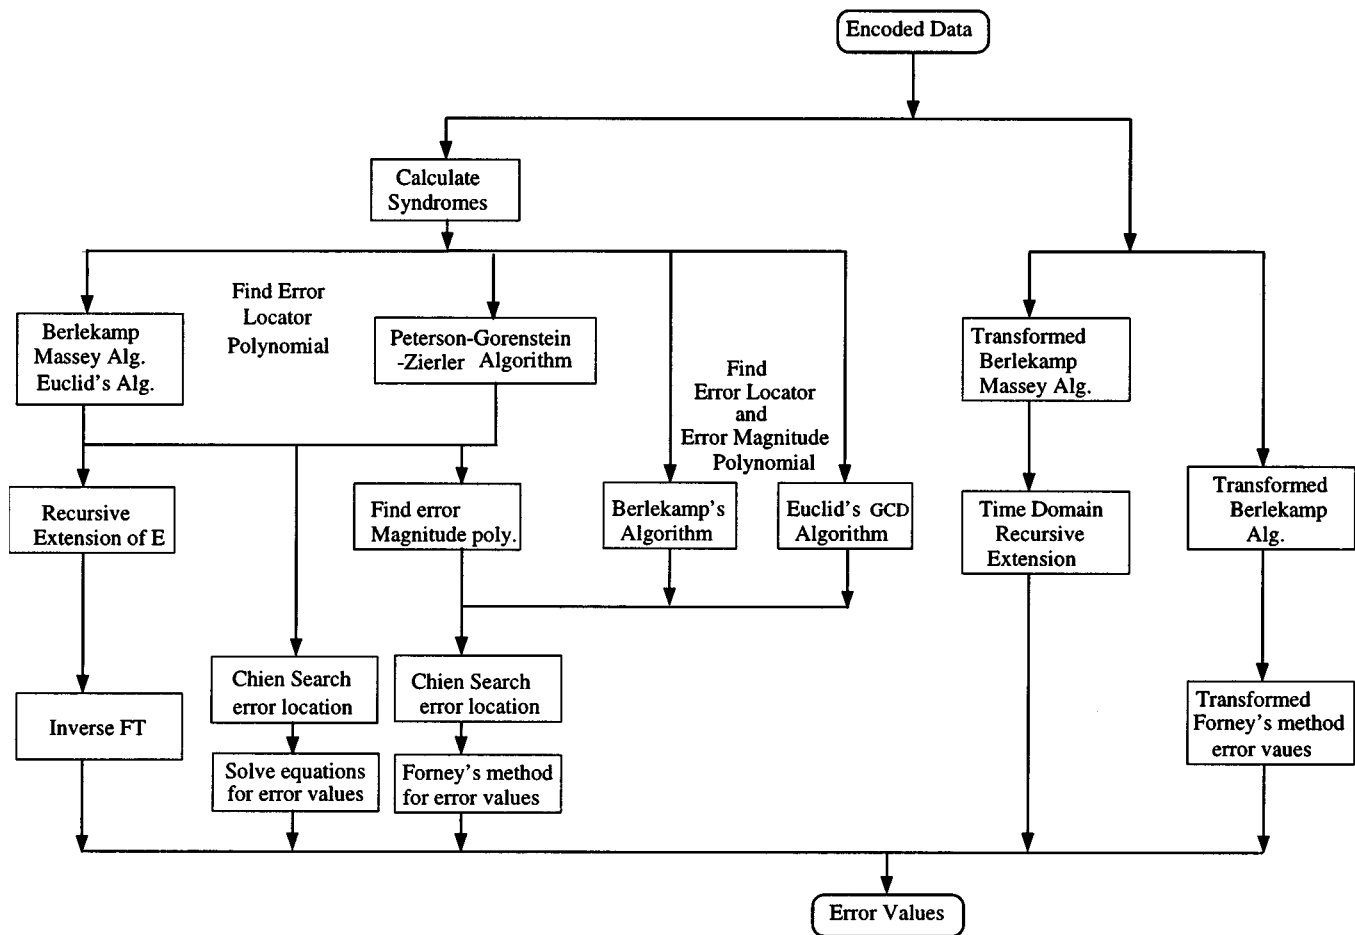 Encoded Data
Calculate
Syndromes
Find Error
Locator
Polynomial
Berlekamp
Massey Alg.
Euclid's Alg.
Peterson-Gorenstein
-Zierler Algorithm
Find
Error Locator
and
Error Magnitude
Polynomial
Transformed
Berlekamp
Massey Alg.
Recursive
Extension of E
Find error
Magnitude poly.
Berlekamp's
Algorithm
Euclid's GCD
Algorithm
Time Domain
Recursive
Extension
Transformed
Berlekamp
Alg.
Inverse FT
Chien Search
error location
Chien Search
error location
Transformed
Forney's method
error vaues
Solve equations
for error values
Forney's method
for error values
Error Values